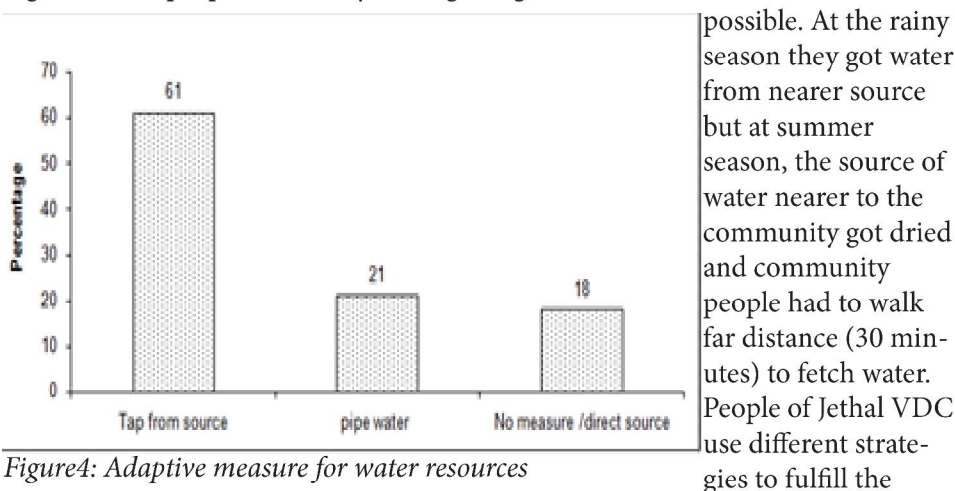 70
60
50
40
30
20
10
0
Percentage
61
21
18
Tap from source
pipe water
No measure /direct source
Figure4: Adaptive measure for water resources
possible. At the rainy
season they got water
from nearer source
but at summer
season, the source of
water nearer to the
community got dried
and community
people had to walk
far distance (30 min-
utes) to fetch water.
People of Jethal VDC
use different strate-
gies to fulfill the